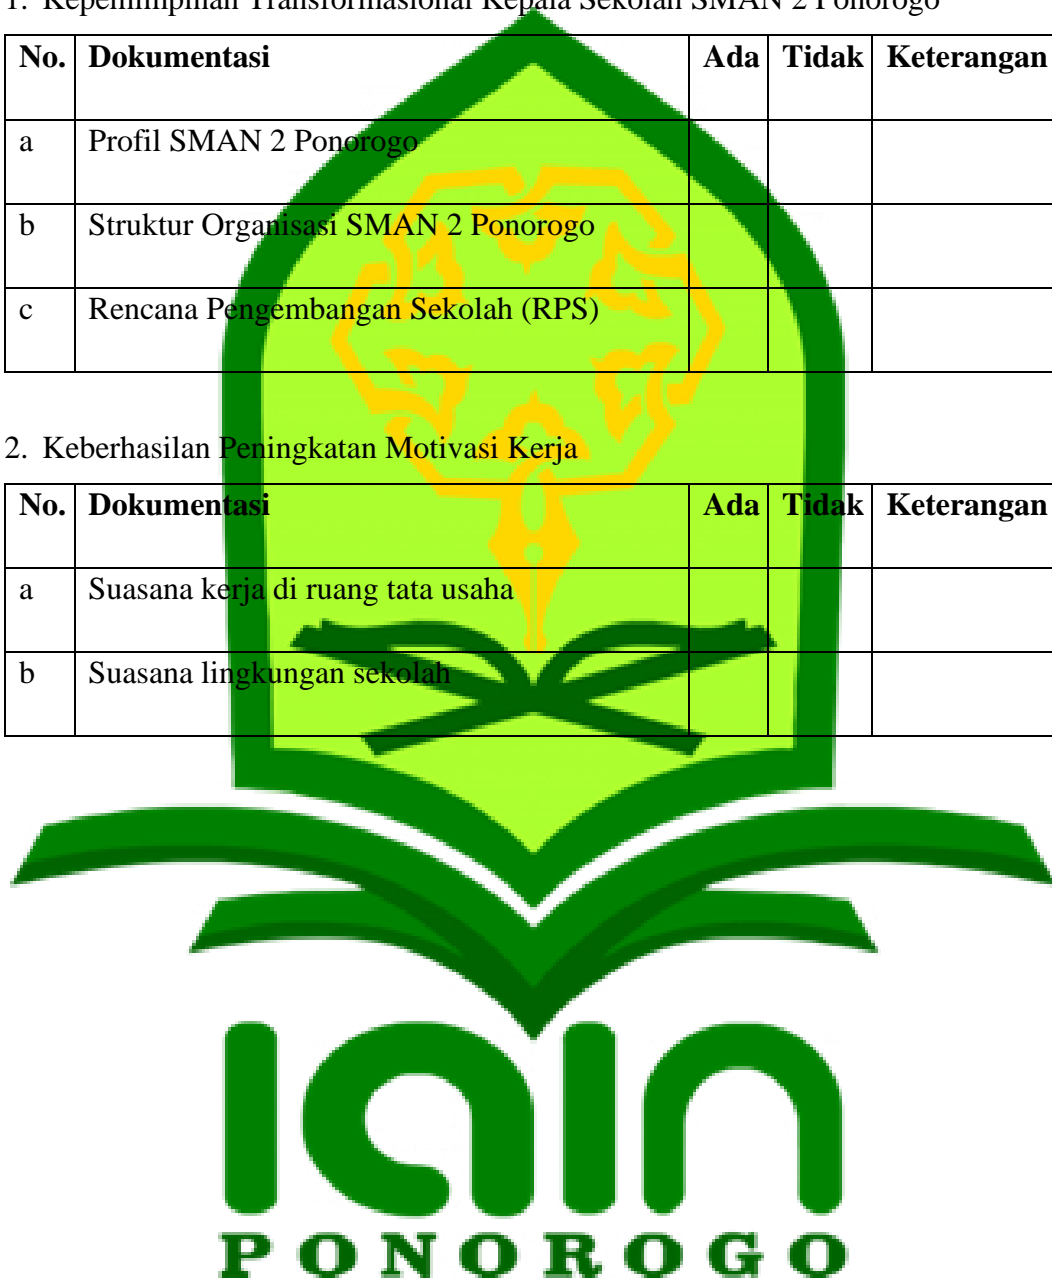 1. Kepemimpinan Transformasional Kepala Sekolah SMAN 2 Ponorogo
No. Dokumentasi Ada Tidak Keterangan
a Profil SMAN 2 Ponorogo
b Struktur Organisasi SMAN 2 Ponorogo
c Rencana Pengembangan Sekolah (RPS)
2. Keberhasilan Peningkatan Motivasi Kerja
No. Dokumentasi Ada Tidak Keterangan
a Suasana kerja di ruang tata usaha
b Suasana lingkungan sekolah
IAIN
PONOROGO